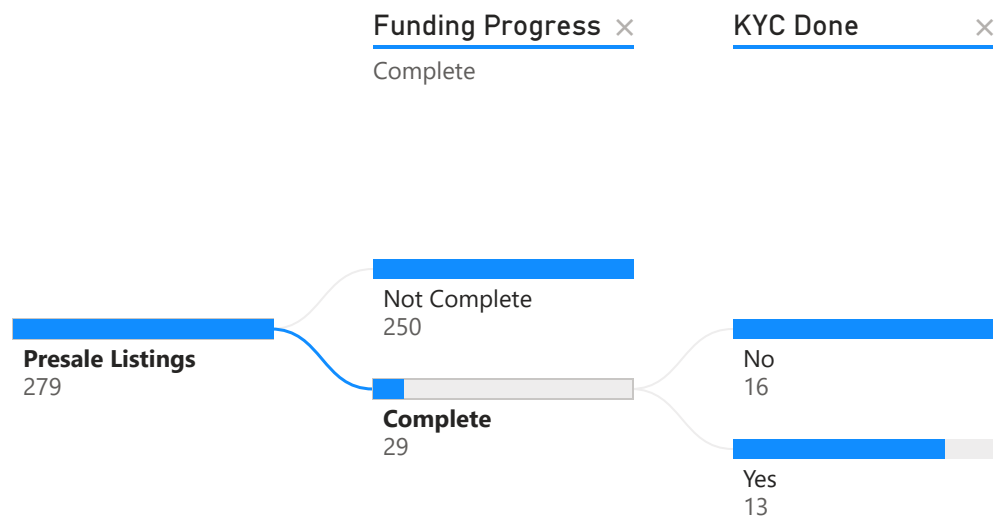 Funding Progress
KYC Done
Complete
Not Complete
250
Presale Listings
279
No
16
Complete
29
Yes
13